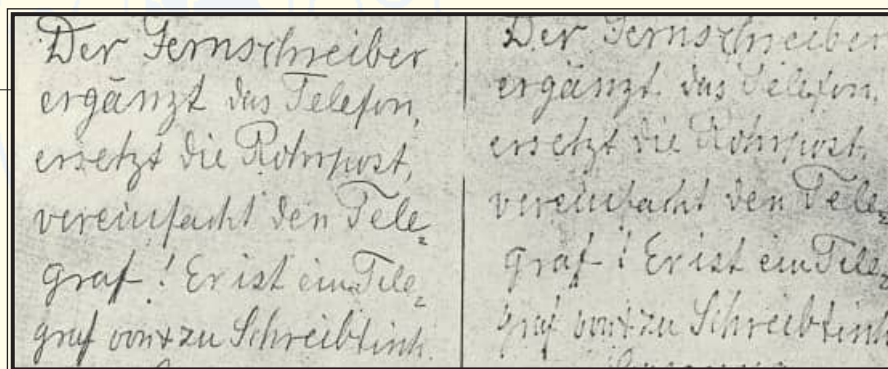 Der Fernschreiber
ergänzt das Telefon,
ersetzt die Rohrpost,
vereinfacht den Tele=
graf! Er ist ein Tele=
graf von + zu Schreibtisch.
Der Fernschreiber
ergänzt das Telefon,
ersetzt die Rohrpost,
vereinfacht den Tele=
graf! Er ist ein Tele=
graf von + zu Schreibtisch